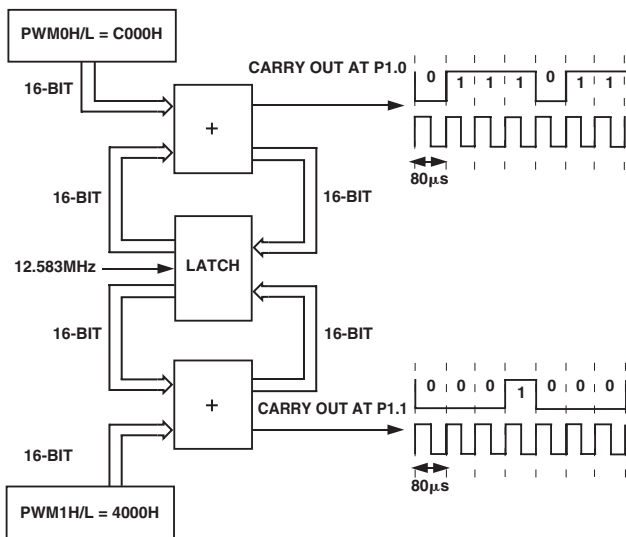 PWM0H/L = C000H
16-BIT
CARRY OUT AT P1.0
0 1 1 1 0 1 1
+
80µs
16-BIT
16-BIT
12.583MHz
LATCH
16-BIT
16-BIT
0 0 0 1 0 0 0
+
CARRY OUT AT P1.1
16-BIT
80µs
PWM1H/L = 4000H